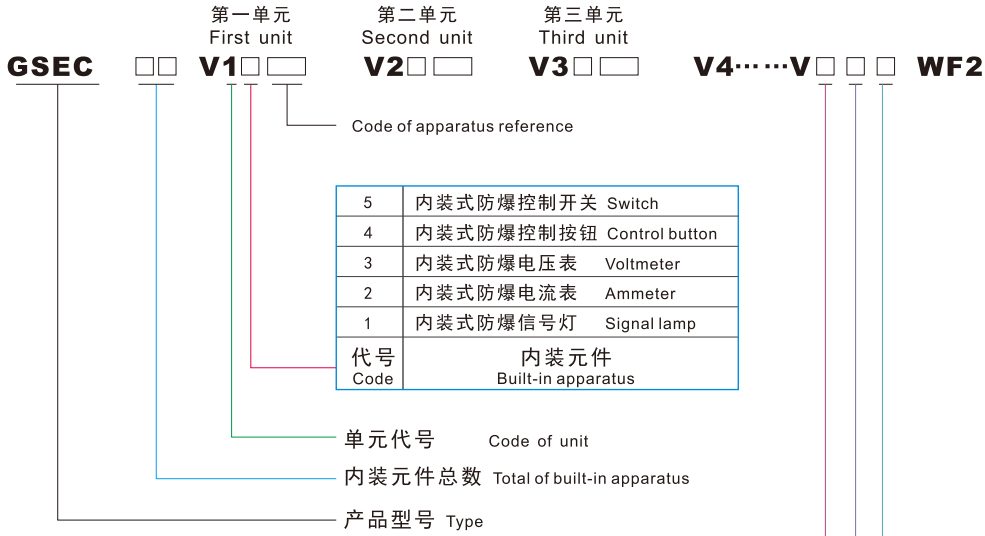 第一单元 第二单元 第三单元
First unit Second unit Third unit
GSEC □□ V1□▭ V2□▭ V3□▭ V4⋯⋯V□ □ □ WF2
Code of apparatus reference
5 内装式防爆控制开关 Switch
4 内装式防爆控制按钮 Control button
3 内装式防爆电压表 Voltmeter
2 内装式防爆电流表 Ammeter
1 内装式防爆信号灯 Signal lamp
代号 内装元件
Code Built-in apparatus
单元代号 Code of unit
内装元件总数 Total of built-in apparatus
产品型号 Type